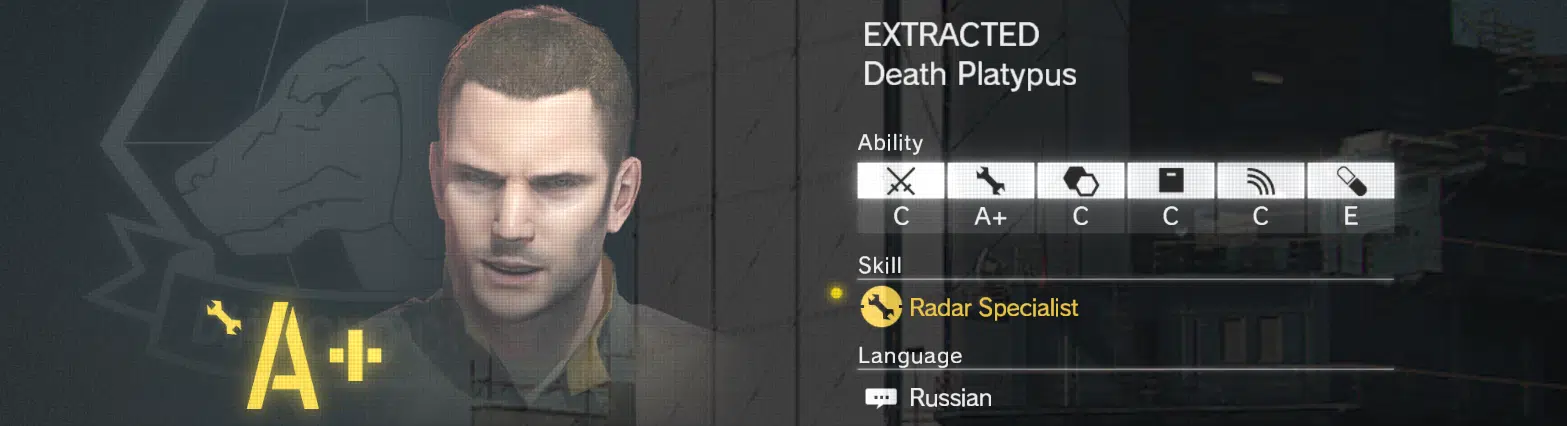 EXTRACTED
Death Platypus
Ability
C A+ C C C E
Skill
Radar Specialist
Language
Russian
A+